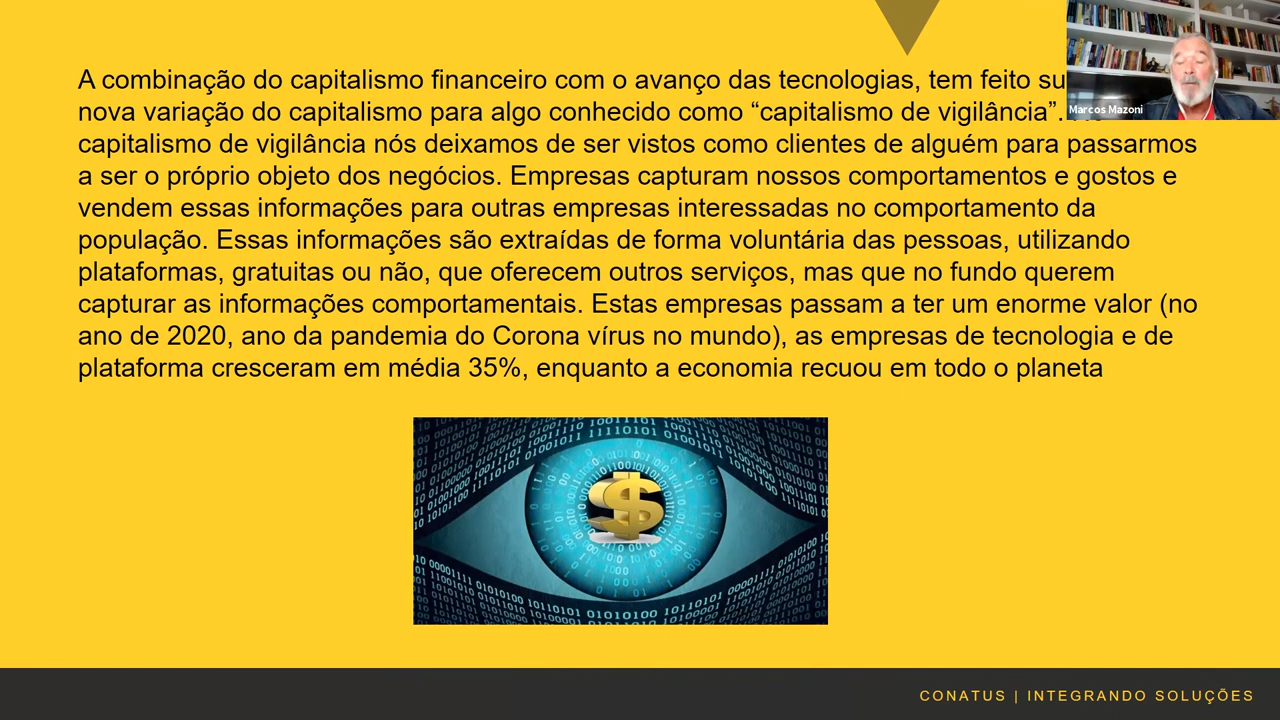 A combinação do capitalismo financeiro com o avanço das tecnologias, tem feito
nova variação do capitalismo para algo conhecido como “capitalismo de vigilância”.
capitalismo de vigilância nós deixamos de ser vistos como clientes de alguém para passarmos
a ser o próprio objeto dos negócios. Empresas capturam nossos comportamentos e gostos e
vendem essas informações para outras empresas interessadas no comportamento da
população. Essas informações são extraídas de forma voluntária das pessoas, utilizando
plataformas, gratuitas ou não, que oferecem outros serviços, mas que no fundo querem
capturar as informações comportamentais. Estas empresas passam a ter um enorme valor (no
ano de 2020, ano da pandemia do Corona vírus no mundo), as empresas de tecnologia e de
plataforma cresceram em média 35%, enquanto a economia recuou em todo o planeta
Marcos Mazoni
CONATUS | INTEGRANDO SOLUÇÕES